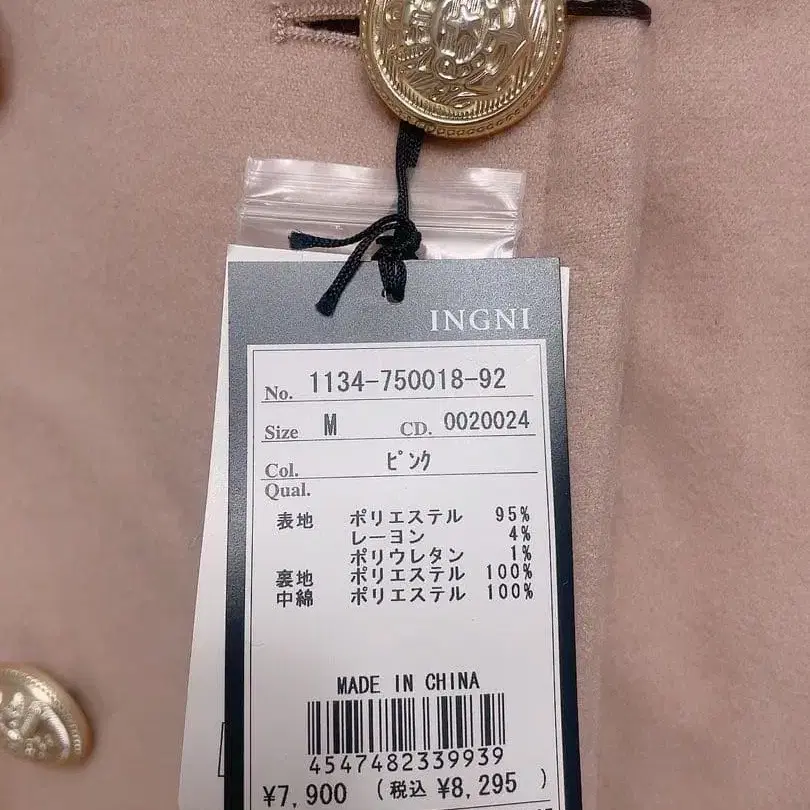 INGNI
No. 1134-750018-92
Size M CD. 0020024
Col. ピンク
Qual.
表地 ポリエステル 95%
レーヨン 4%
ポリウレタン 1%
裏地 ポリエステル 100%
中綿 ポリエステル 100%
MADE IN CHINA
4547482339939
¥7,900 (税込 ¥8,295 )